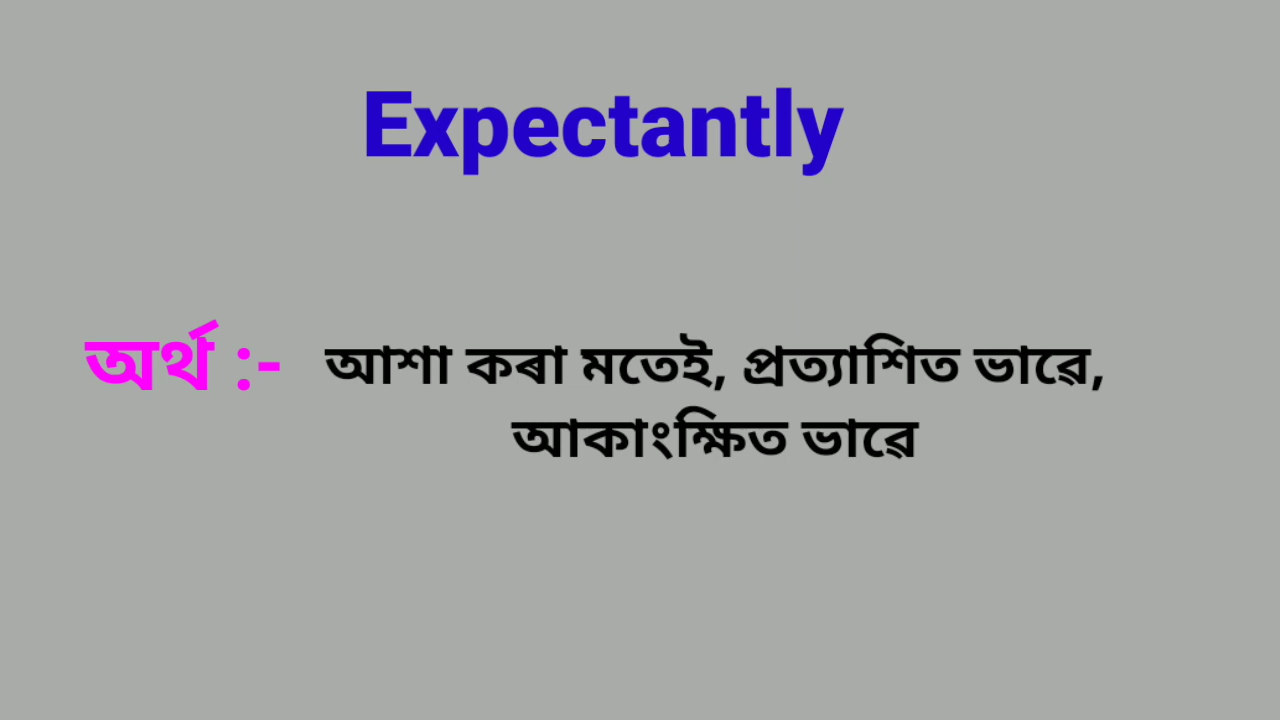 Expectantly
অৰ্থ :- আশা কৰা মতেই, প্ৰত্যাশিত ভাৱে,
আকাংক্ষিত ভাৱে